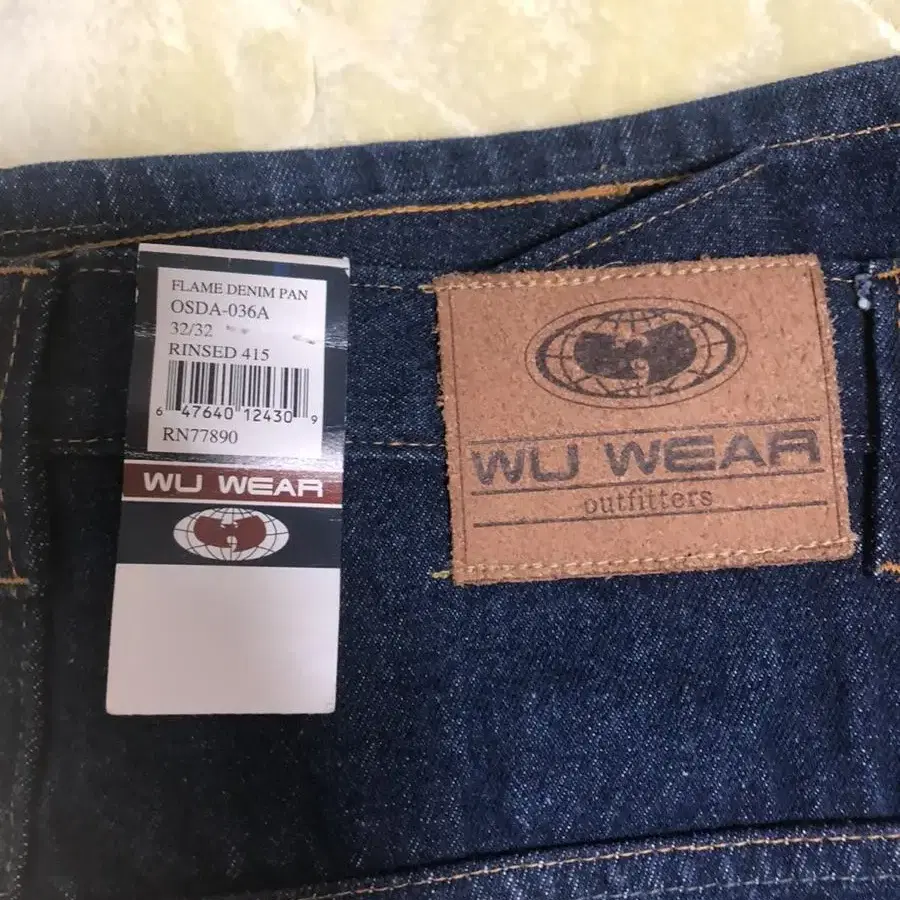 FLAME DENIM PAN
OSDA-036A
32/32
RINSED 415
6 47640 12430 9
RN77890
WU WEAR
WU WEAR
outfitters